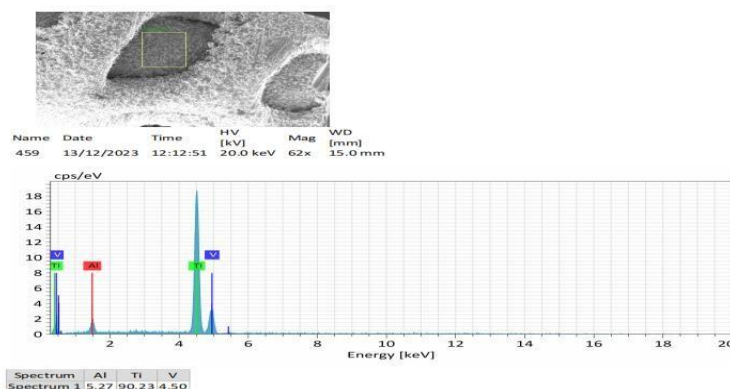 Name Date Time HV [kV] Mag WD [mm]
459 13/12/2023 12:12:51 20.0 keV 62x 15.0 mm
cps/eV
18
16
14
12
10
8
6
4
2
0
V
Ti
Al
Ti
V
2 4 6 8 10 12 14 16 18 20
Energy [keV]
Spectrum Al Ti V
Spectrum 1 5.27 90.23 4.50